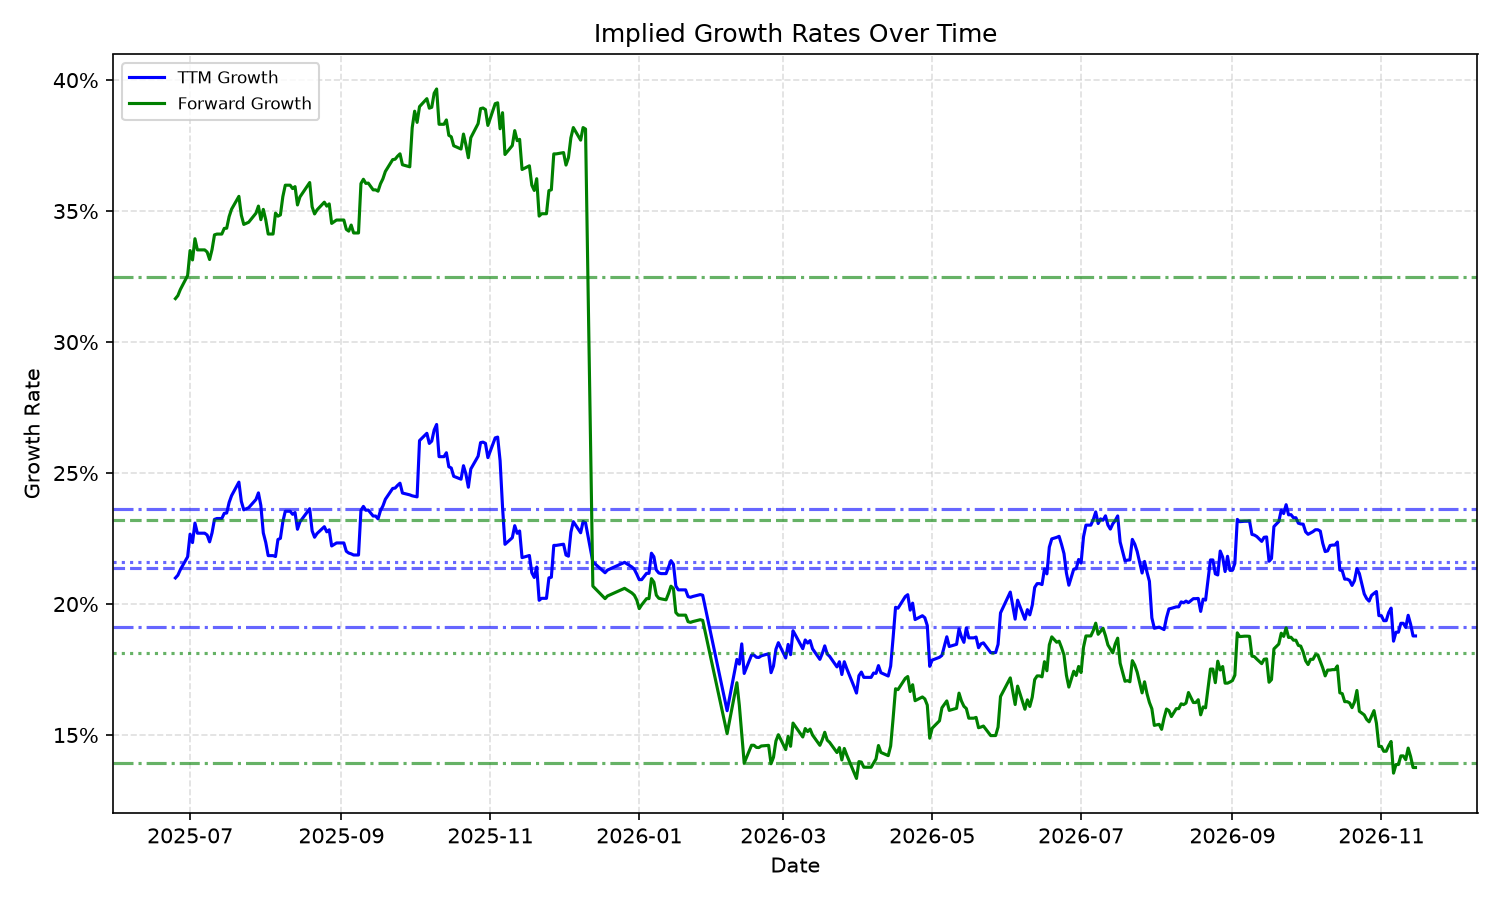 Implied Growth Rates Over Time
TTM Growth
Forward Growth
40%
35%
30%
25%
20%
15%
Growth Rate
2025-07 2025-09 2025-11 2026-01 2026-03 2026-05 2026-07 2026-09 2026-11
Date